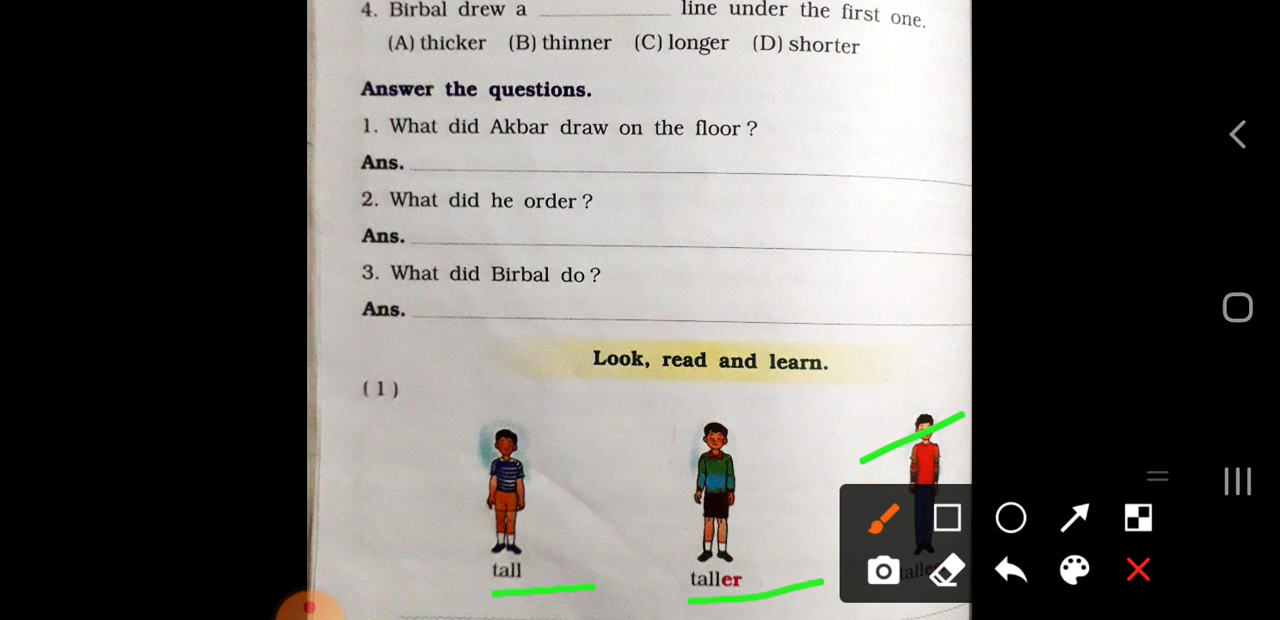 4. Birbal drew a __________ line under the first one.
(A) thicker (B) thinner (C) longer (D) shorter
Answer the questions.
1. What did Akbar draw on the floor ?
Ans.
2. What did he order ?
Ans.
3. What did Birbal do ?
Ans.
Look, read and learn.
( 1 )
tall taller